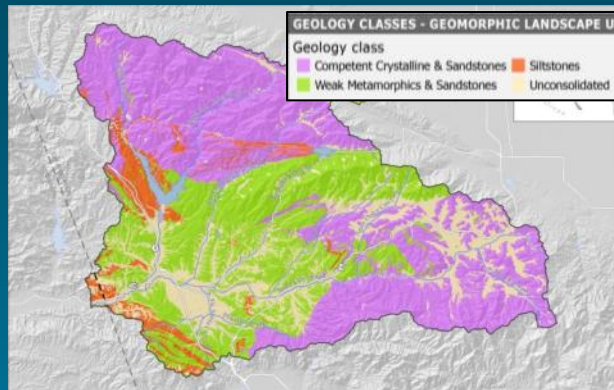 GEOLOGY CLASSES - GEOMORPHIC LANDSCAPE U
Geology class
Competent Crystalline & Sandstones
Siltstones
Weak Metamorphics & Sandstones
Unconsolidated